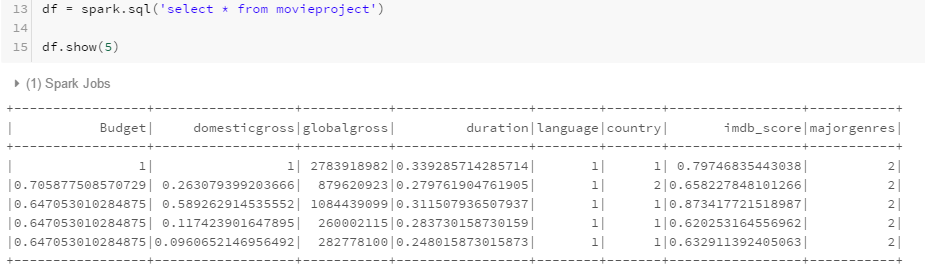 13 df = spark.sql('select * from movieproject')
14
15 df.show(5)
(1) Spark Jobs
+-----------------+------------------+-----------+-----------------+--------+-------+-----------------+-----------+
|           Budget|     domesticgross|globalgross|         duration|language|country|       imdb_score|majorgenres|
+-----------------+------------------+-----------+-----------------+--------+-------+-----------------+-----------+
|                1|                 1| 2783918982|0.339285714285714|       1|      1| 0.79746835443038|          2|
|0.705877508570729| 0.263079399203666|  879620923|0.279761904761905|       1|      2|0.658227848101266|          2|
|0.647053010284875| 0.589262914535552| 1084439099|0.311507936507937|       1|      1|0.873417721518987|          2|
|0.647053010284875| 0.117423901647895|  260002115|0.283730158730159|       1|      1|0.620253164556962|          2|
|0.647053010284875|0.0960652146956492|  282778100|0.248015873015873|       1|      1|0.632911392405063|          2|
+-----------------+------------------+-----------+-----------------+--------+-------+-----------------+-----------+